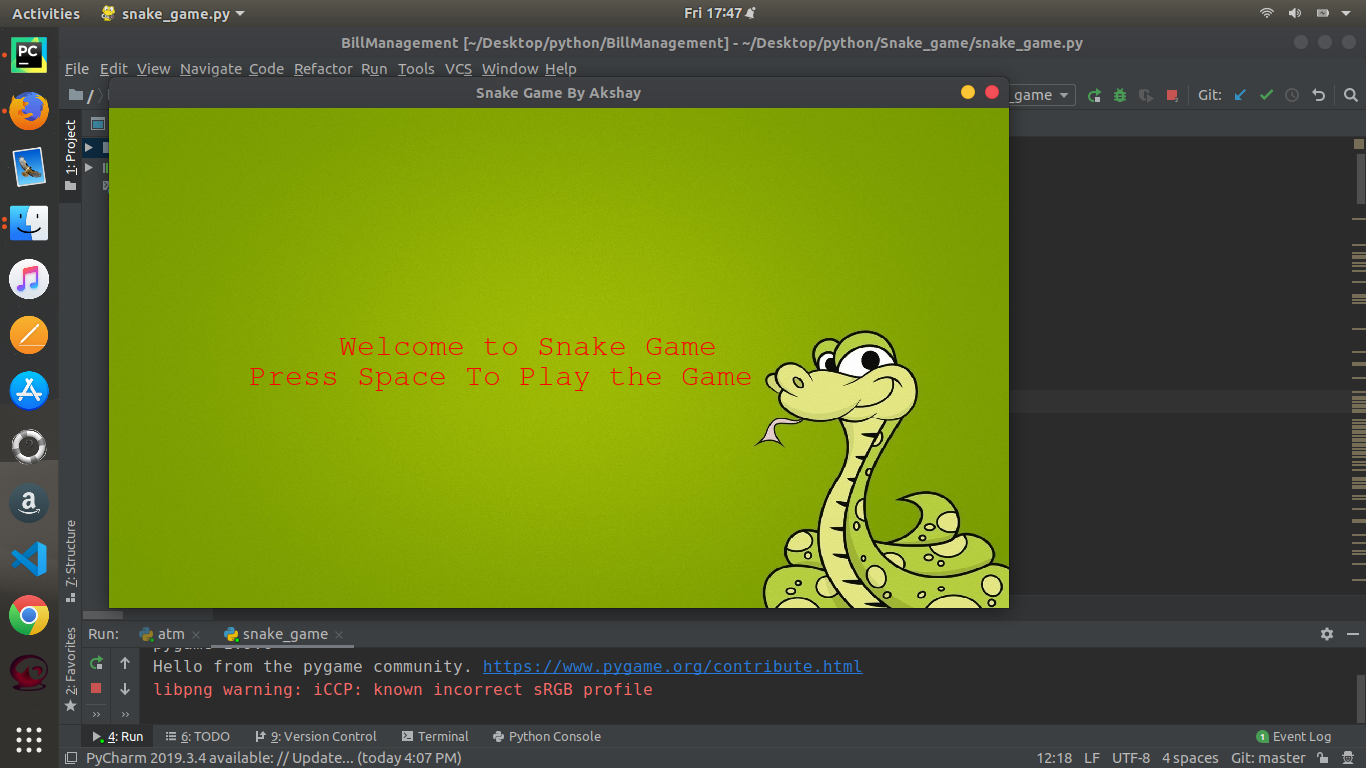 Activities
snake_game.py
Fri 17:47
BillManagement [~/Desktop/python/BillManagement] - ~/Desktop/python/Snake_game/snake_game.py
File Edit View Navigate Code Refactor Run Tools VCS Window Help
PC
/
Snake Game By Akshay
_game
Git:
1: Project
Welcome to Snake Game
Press Space To Play the Game
7: Structure
2: Favorites
Run:
atm
snake_game
Hello from the pygame community. https://www.pygame.org/contribute.html
libpng warning: iCCP: known incorrect sRGB profile
4: Run
6: TODO
9: Version Control
Terminal
Python Console
1 Event Log
PyCharm 2019.3.4 available: // Update... (today 4:07 PM)
12:18 LF UTF-8 4 spaces Git: master